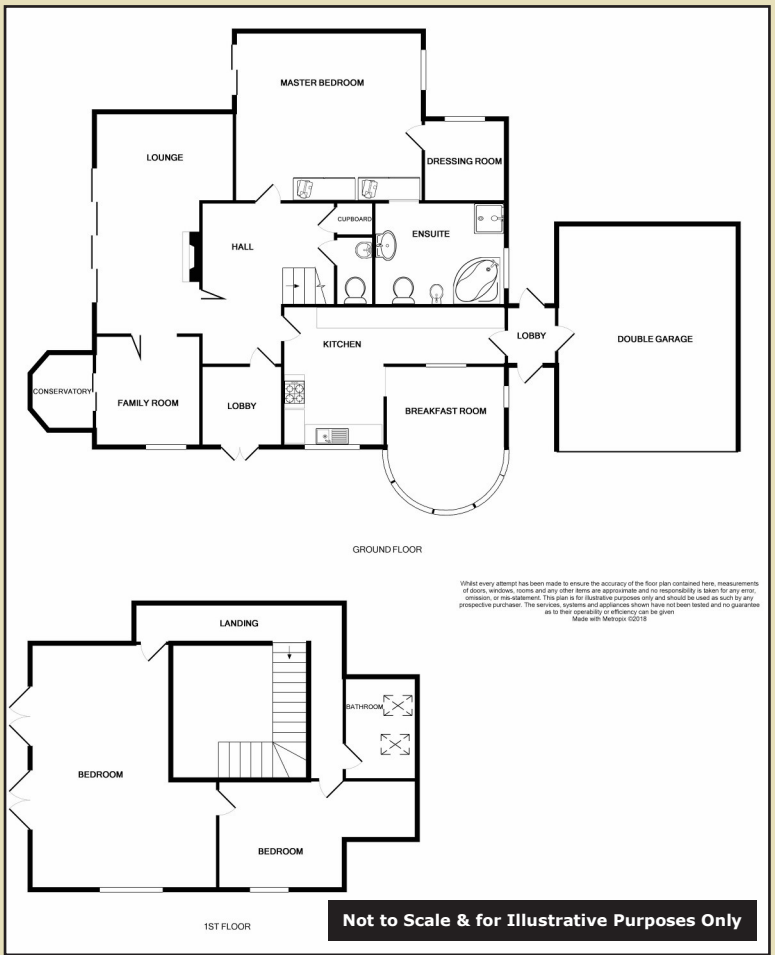 MASTER BEDROOM
LOUNGE
DRESSING ROOM
CUPBOARD
ENSUITE
HALL
LOBBY
DOUBLE GARAGE
KITCHEN
CONSERVATORY
FAMILY ROOM
LOBBY
BREAKFAST ROOM
GROUND FLOOR
Whilst every attempt has been made to ensure the accuracy of the floor plan contained here, measurements
of doors, windows, rooms and any other items are approximate and no responsibility is taken for any error,
omission, or mis-statement. This plan is for illustrative purposes only and should be used as such by any
prospective purchaser. The services, systems and appliances shown have not been tested and no guarantee
as to their operability or efficiency can be given
Made with Metropix ©2018
LANDING
BATHROOM
BEDROOM
BEDROOM
1ST FLOOR
Not to Scale & for Illustrative Purposes Only